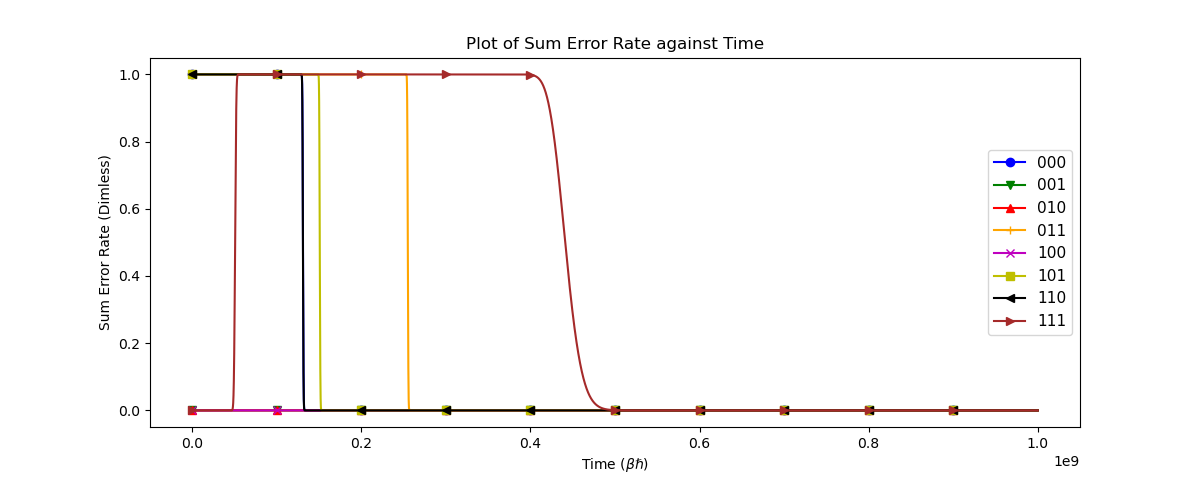 Plot of Sum Error Rate against Time
Sum Error Rate (Dimless)
1.0
0.8
0.6
0.4
0.2
0.0
000
001
010
011
100
101
110
111
0.0 0.2 0.4 0.6 0.8 1.0
1e9
Time (βℏ)